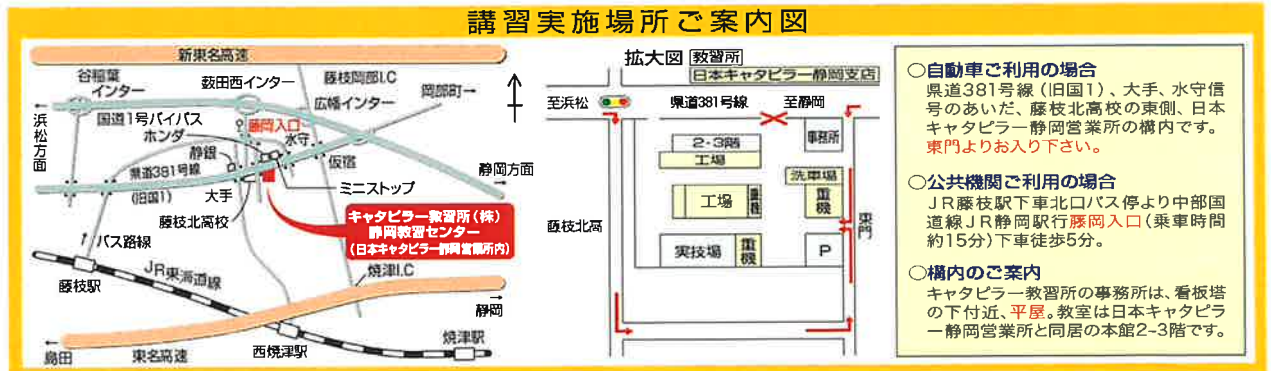 講習実施場所ご案内図
新東名高速
谷稲葉
インター
薮田西インター
藤枝岡部I.C
広幡インター
岡部町→
←
浜松方面
国道1号バイパス
ホンダ
藤岡入口
水守
静銀
県道381号線
(旧国1)
大手
仮宿
静岡方面
→
ミニストップ
藤枝北高校
キャタピラー教習所(株)
静岡教習センター
(日本キャタピラー静岡営業所内)
バス路線
藤枝駅
JR東海道線
焼津I.C
→
静岡
←
島田
東名高速
西焼津駅
焼津駅
拡大図 教習所
日本キャタピラー静岡支店
至浜松
県道381号線
至静岡
事務所
2-3階
工場
洗車場
工場
重機
重機
藤枝北高
東門
実技場
重機
P
○自動車ご利用の場合
県道381号線(旧国1)、大手、水守信
号のあいだ、藤枝北高校の東側、日本
キャタピラー静岡営業所の構内です。
東門よりお入り下さい。
○公共機関ご利用の場合
JR藤枝駅下車北口バス停より中部国
道線JR静岡駅行藤岡入口(乗車時間
約15分)下車徒歩5分。
○構内のご案内
キャタピラー教習所の事務所は、看板塔
の下付近、平屋。教室は日本キャタピラ
ー静岡営業所と同居の本館2-3階です。